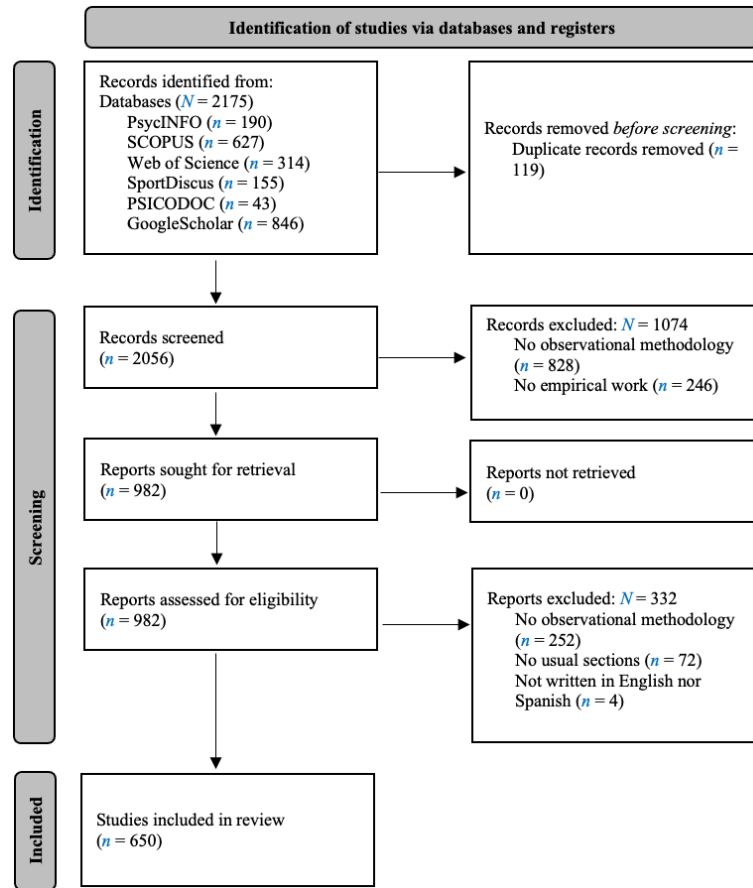 Identification of studies via databases and registers
Identification
Records identified from:
Databases (N = 2175)
PsycINFO (n = 190)
SCOPUS (n = 627)
Web of Science (n = 314)
SportDiscus (n = 155)
PSICODOC (n = 43)
GoogleScholar (n = 846)
Records removed before screening:
Duplicate records removed (n =
119)
Screening
Records screened
(n = 2056)
Records excluded: N = 1074
No observational methodology
(n = 828)
No empirical work (n = 246)
Reports sought for retrieval
(n = 982)
Reports not retrieved
(n = 0)
Reports assessed for eligibility
(n = 982)
Reports excluded: N = 332
No observational methodology
(n = 252)
No usual sections (n = 72)
Not written in English nor
Spanish (n = 4)
Included
Studies included in review
(n = 650)